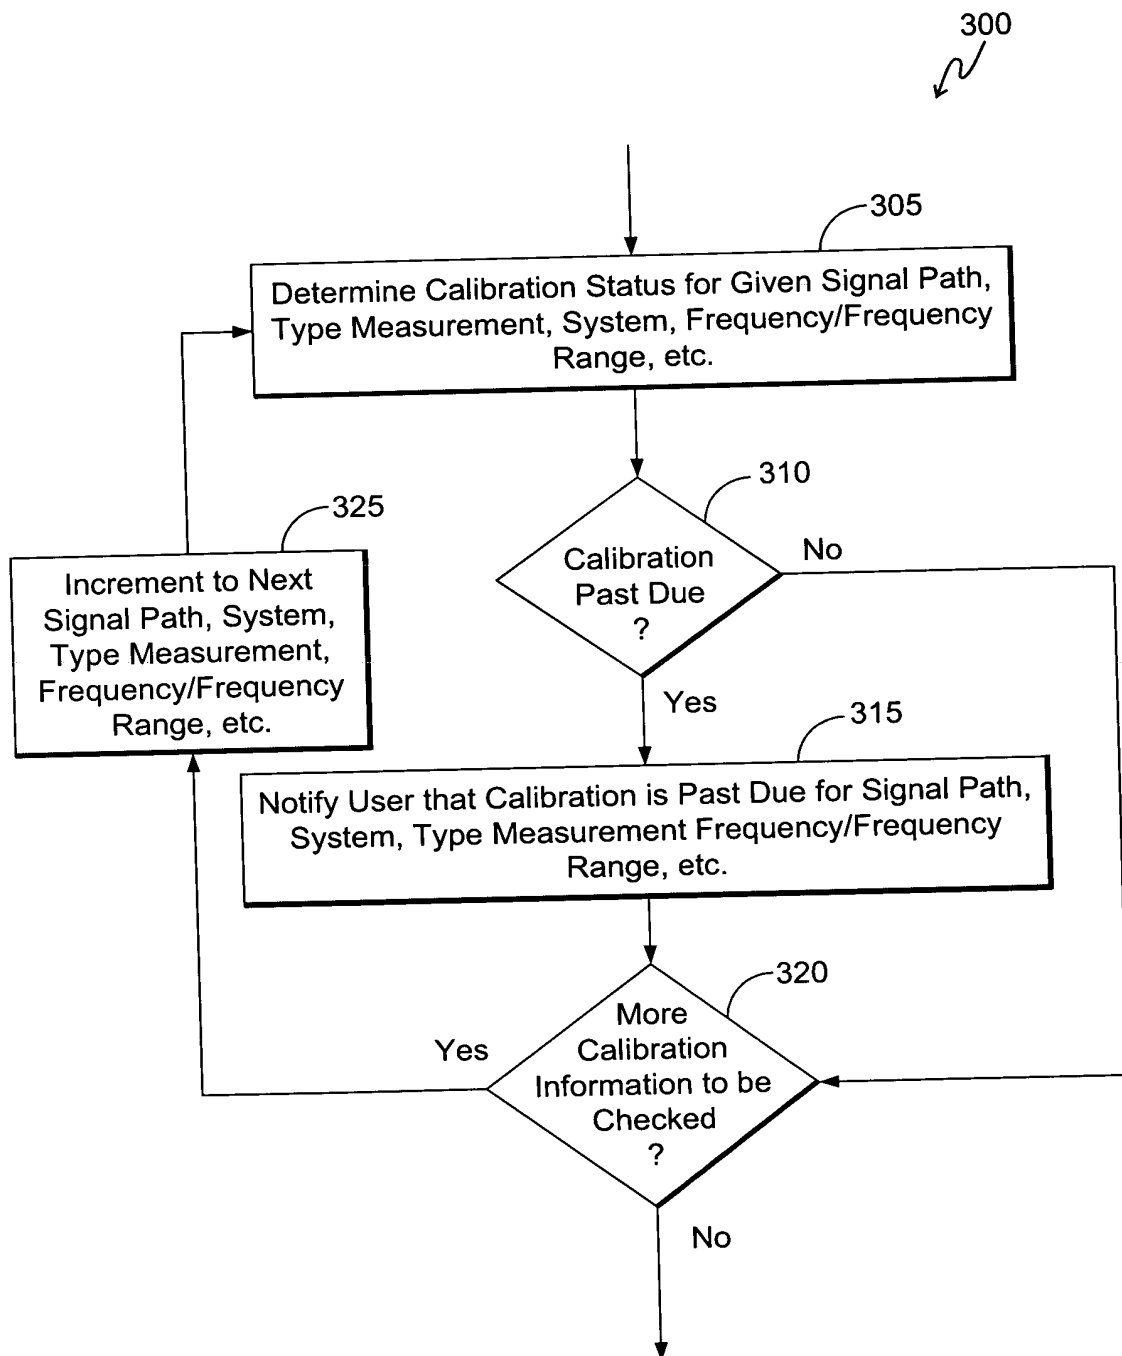 300
305
Determine Calibration Status for Given Signal Path,
Type Measurement, System, Frequency/Frequency
Range, etc.
310
Calibration
Past Due
?
No
Yes
325
Increment to Next
Signal Path, System,
Type Measurement,
Frequency/Frequency
Range, etc.
315
Notify User that Calibration is Past Due for Signal Path,
System, Type Measurement Frequency/Frequency
Range, etc.
320
More
Calibration
Information to be
Checked
?
Yes
No